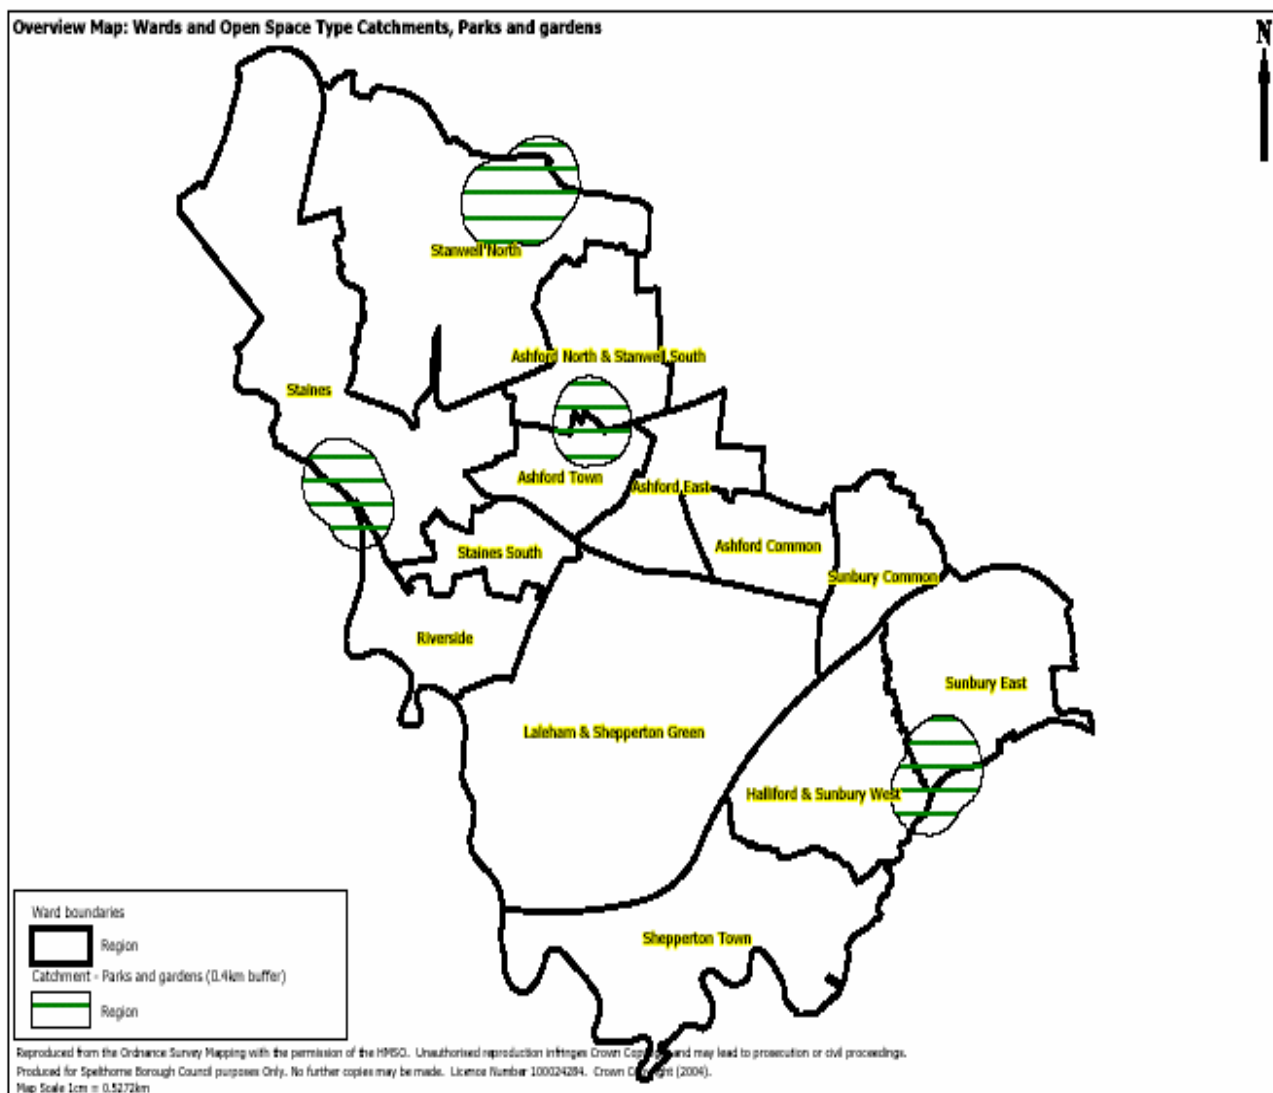 Overview Map: Wards and Open Space Type Catchments, Parks and gardens
N
Stanwell North
Ashford North & Stanwell South
Staines
Ashford Town
Ashford East
Staines South
Ashford Common
Sunbury Common
Riverside
Sunbury East
Laleham & Shepperton Green
Halliford & Sunbury West
Shepperton Town
Ward boundaries
Region
Catchment - Parks and gardens (0.4km buffer)
Region
Reproduced from the Ordnance Survey Mapping with the permission of the HMSO. Unauthorised reproduction infringes Crown and may lead to prosecution or civil proceedings.
Produced for Spelthorne Borough Council purposes Only. No further copies may be made. Licence Number 100024284. Crown (2004).
Map Scale 1cm = 0.5272km